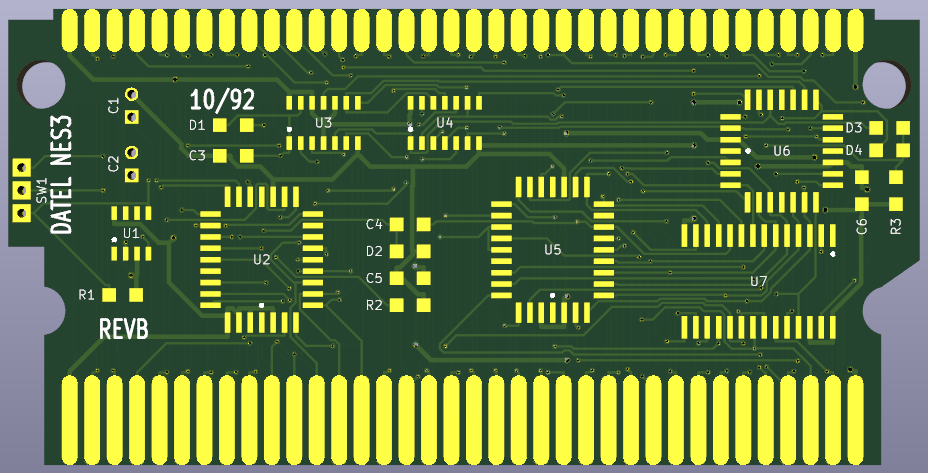 10/92
C1
D1
U3
U4
D3
C2
DATEL NES3
C3
U6
D4
SW1
U1
C4
C6
R3
U2
D2
U5
C5
U7
R1
R2
REVB